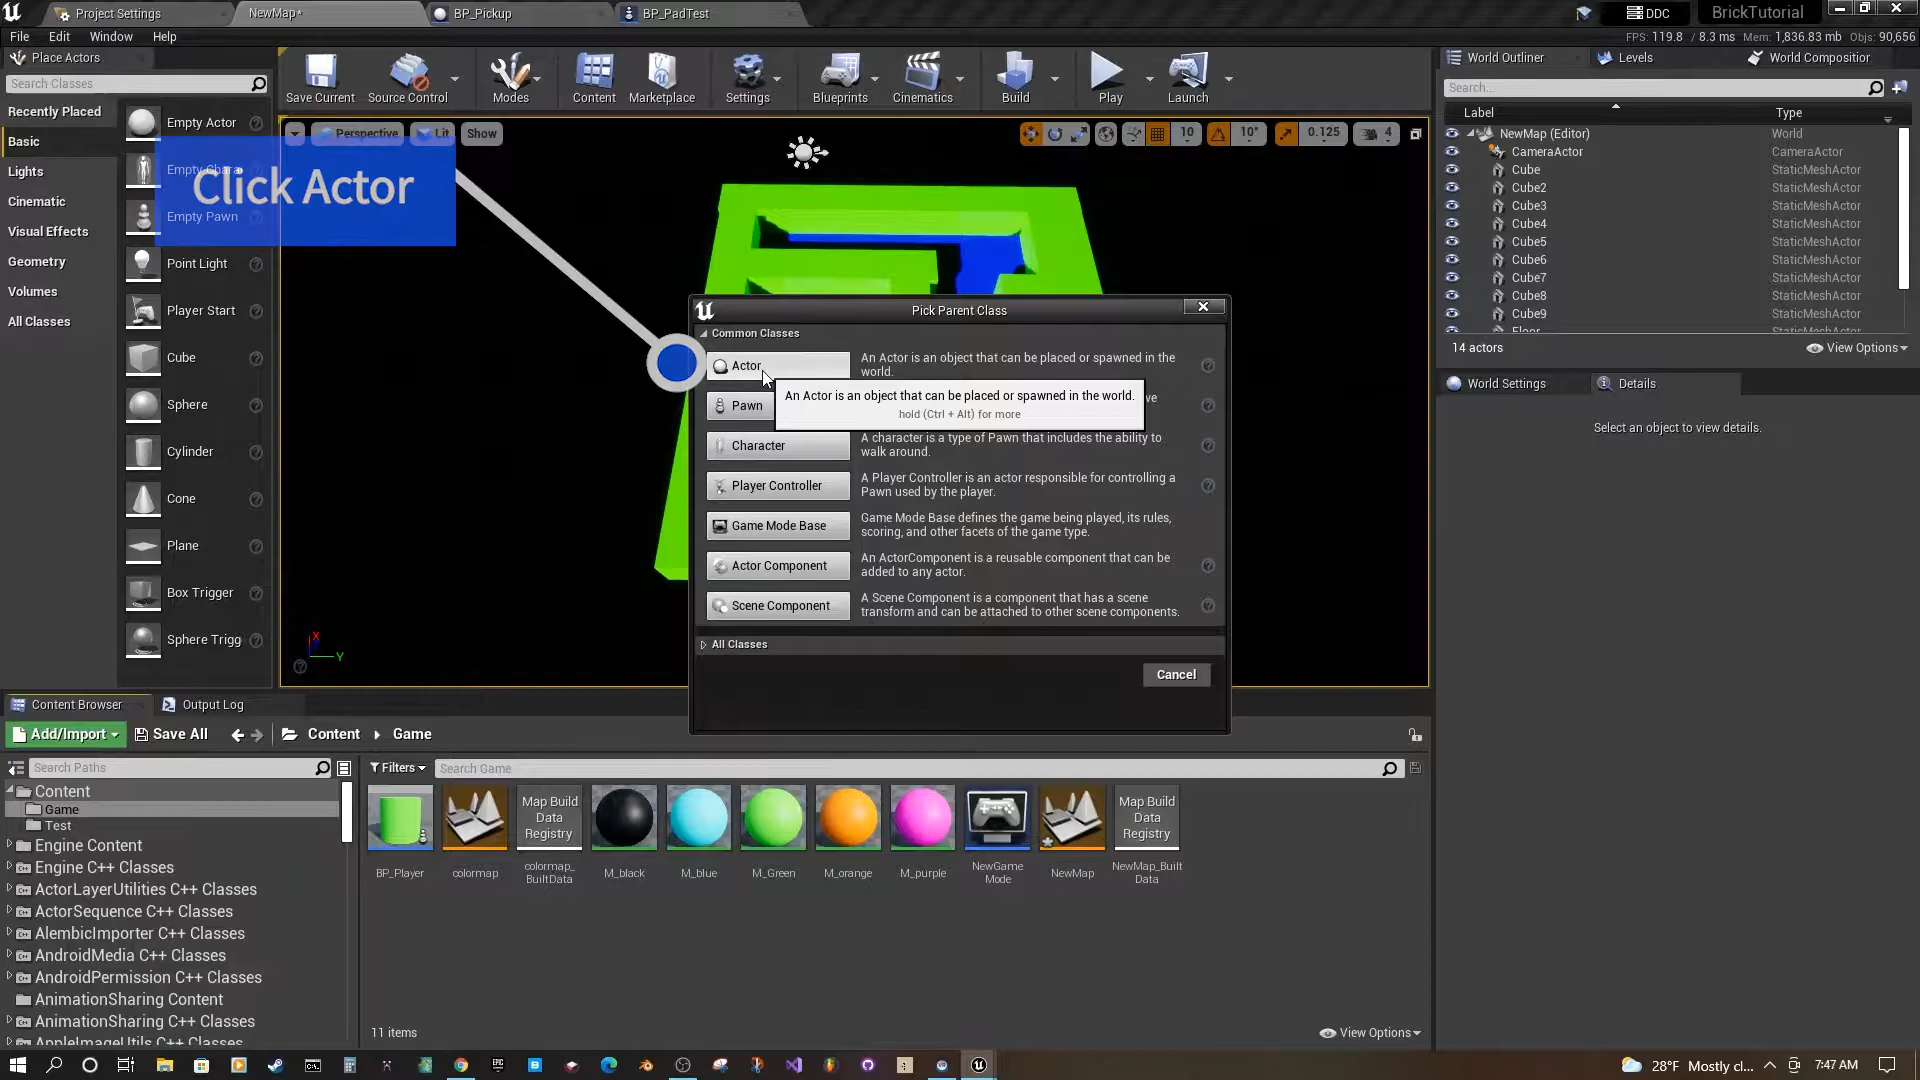 Project Settings
NewMap*
BP_Pickup
BP_PadTest
DDC
BrickTutorial
File Edit Window Help
FPS: 119.8 / 8.3 ms Mem: 1,836.83 mb Objs: 90,656
Place Actors
Search Classes
Recently Placed
Basic
Lights
Cinematic
Visual Effects
Geometry
Volumes
All Classes
Empty Actor
Empty Chara
Empty Pawn
Point Light
Player Start
Cube
Sphere
Cylinder
Cone
Plane
Box Trigger
Sphere Trigg
Click Actor
Save Current
Source Control
Modes
Content
Marketplace
Settings
Blueprints
Cinematics
Build
Play
Launch
Perspective
Lit
Show
10
10°
0.125
4
X
Y
Pick Parent Class
Common Classes
Actor
An Actor is an object that can be placed or spawned in the
world.
An Actor is an object that can be placed or spawned in the world.
hold (Ctrl + Alt) for more
Pawn
ve
Character
A character is a type of Pawn that includes the ability to
walk around.
Player Controller
A Player Controller is an actor responsible for controlling a
Pawn used by the player.
Game Mode Base
Game Mode Base defines the game being played, its rules,
scoring, and other facets of the game type.
Actor Component
An ActorComponent is a reusable component that can be
added to any actor.
Scene Component
A Scene Component is a component that has a scene
transform and can be attached to other scene components.
All Classes
Cancel
World Outliner
Levels
World Compositior
Search...
Label
Type
NewMap (Editor) World
CameraActor CameraActor
Cube StaticMeshActor
Cube2 StaticMeshActor
Cube3 StaticMeshActor
Cube4 StaticMeshActor
Cube5 StaticMeshActor
Cube6 StaticMeshActor
Cube7 StaticMeshActor
Cube8 StaticMeshActor
Cube9 StaticMeshActor
Floor StaticMeshActor
14 actors
View Options
World Settings
Details
Select an object to view details.
Content Browser
Output Log
Add/Import
Save All
Content
Game
Search Paths
Content
Game
Test
Engine Content
Engine C++ Classes
ActorLayerUtilities C++ Classes
ActorSequence C++ Classes
AlembicImporter C++ Classes
AndroidMedia C++ Classes
AndroidPermission C++ Classes
AnimationSharing Content
AnimationSharing C++ Classes
AppleImageUtils C++ Classes
Filters
Search Game
Map Build
Data
Registry
Map Build
Data
Registry
BP_Player
colormap
colormap_
BuiltData
M_black
M_blue
M_Green
M_orange
M_purple
NewGame
Mode
NewMap
NewMap_Built
Data
11 items
View Options
EPIC
28°F Mostly cl...
7:47 AM